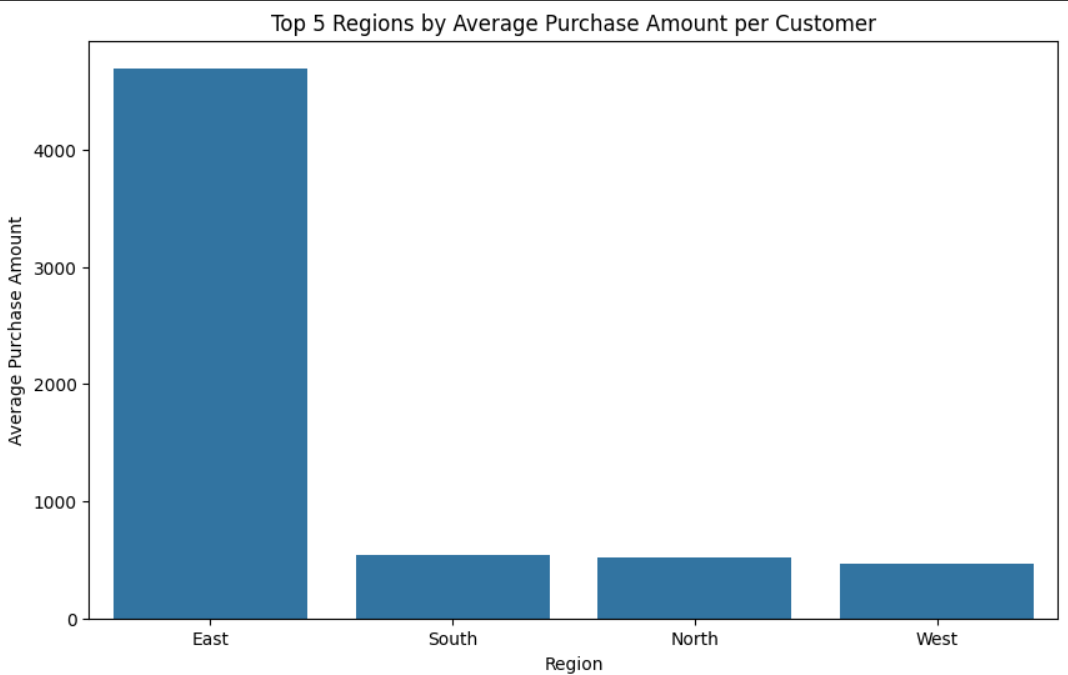 Top 5 Regions by Average Purchase Amount per Customer
Average Purchase Amount
4000
3000
2000
1000
0
East
South
North
West
Region